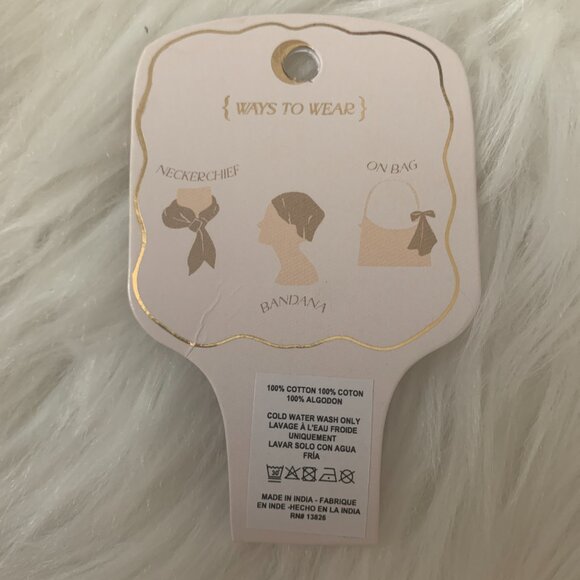 { WAYS TO WEAR }
NECKERCHIEF
ON BAG
BANDANA
100% COTTON 100% COTON
100% ALGODON
COLD WATER WASH ONLY
LAVAGE À L'EAU FROIDE
UNIQUEMENT
LAVAR SOLO CON AGUA
FRÍA
30
MADE IN INDIA - FABRIQUE
EN INDE -HECHO EN LA INDIA
RN# 13826